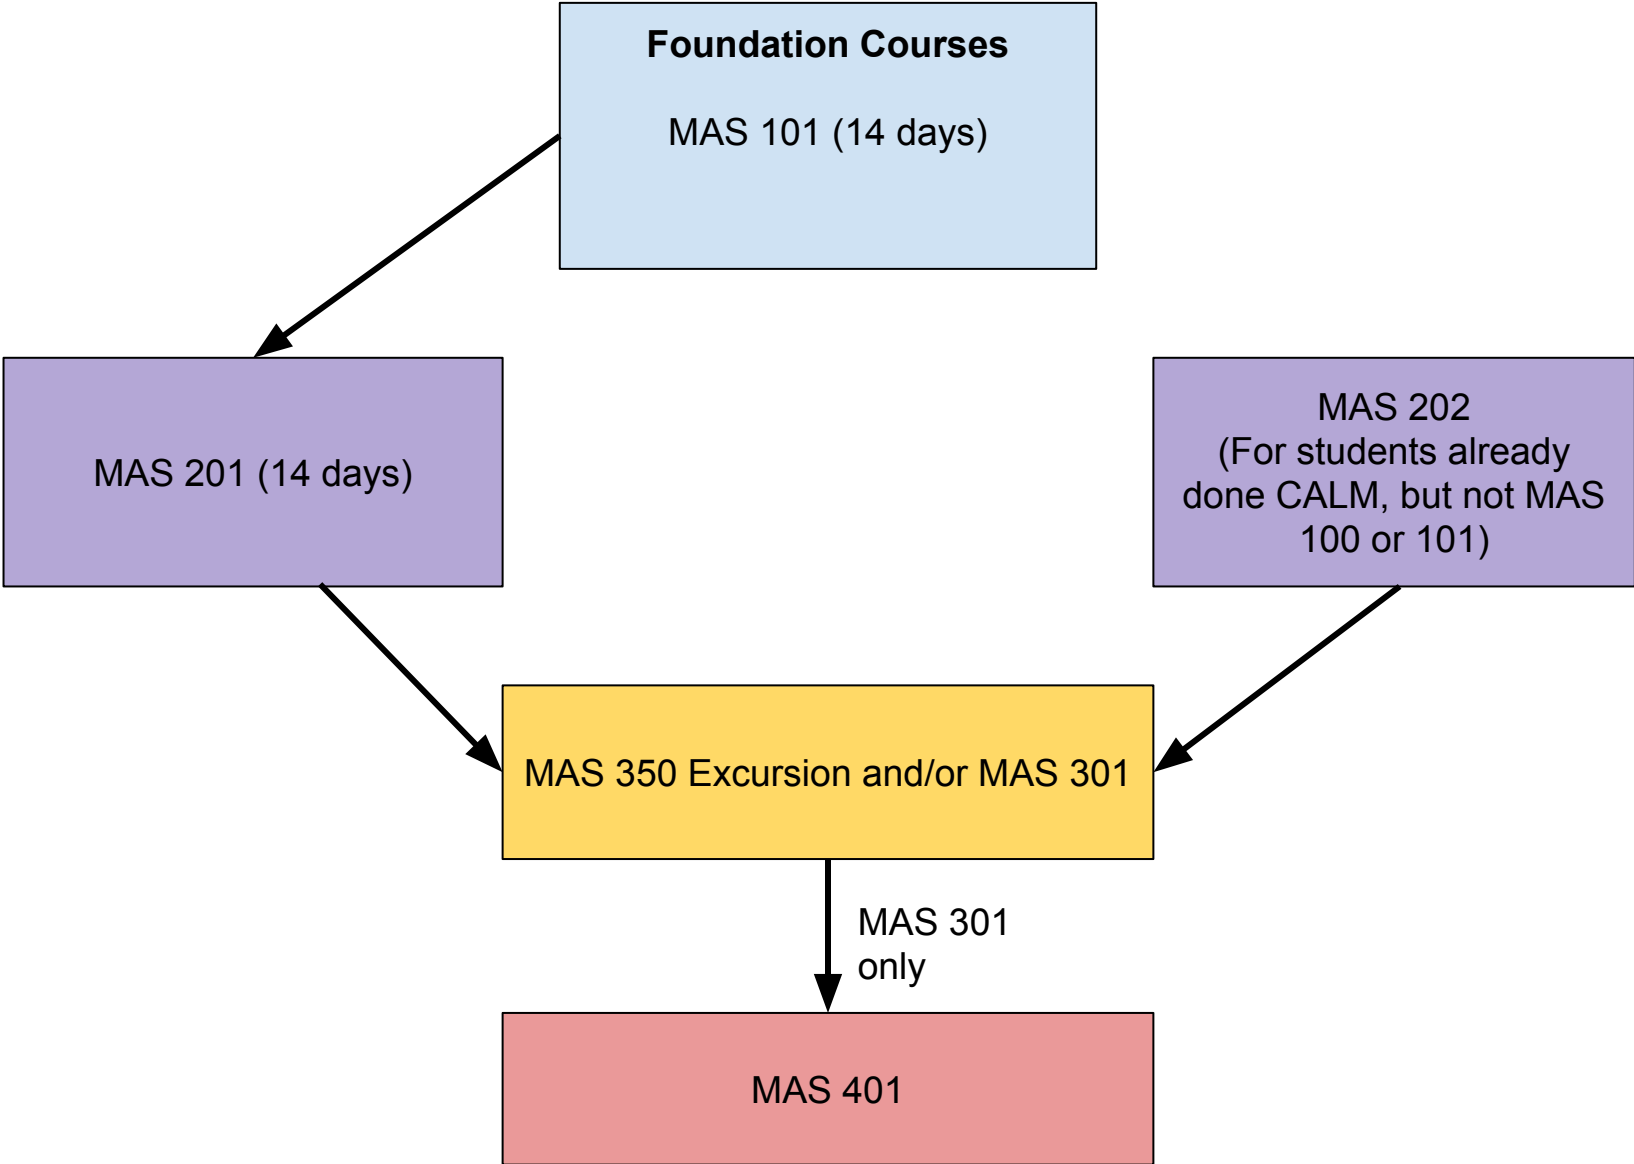 Foundation Courses
MAS 101 (14 days)
MAS 201 (14 days)
MAS 202
(For students already
done CALM, but not MAS
100 or 101)
MAS 350 Excursion and/or MAS 301
MAS 301
only
MAS 401